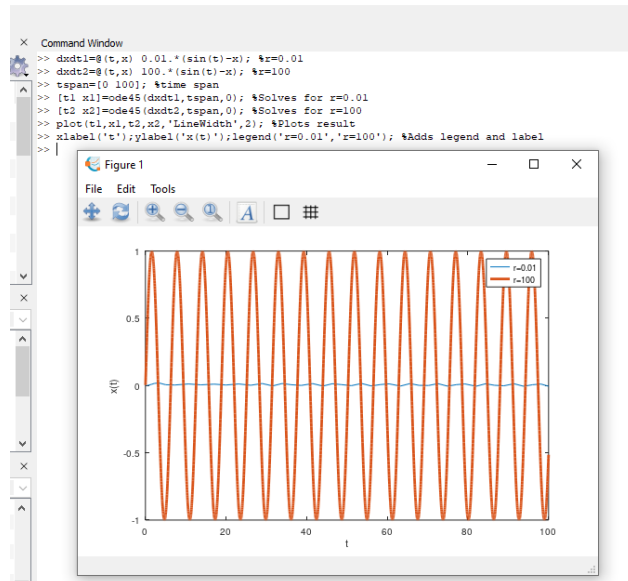 Command Window
>> dxdt1=@(t,x) 0.01.*(sin(t)-x); %r=0.01
>> dxdt2=@(t,x) 100.*(sin(t)-x); %r=100
>> tspan=[0 100]; %time span
>> [t1 x1]=ode45(dxdt1,tspan,0); %Solves for r=0.01
>> [t2 x2]=ode45(dxdt2,tspan,0); %Solves for r=100
>> plot(t1,x1,t2,x2,'LineWidth',2); %Plots result
>> xlabel('t');ylabel('x(t)');legend('r=0.01','r=100'); %Adds legend and label
>>
Figure 1
File Edit Tools
A
1
r=0.01
r=100
0.5
x(t)
0
-0.5
-1
0 20 40 60 80 100
t